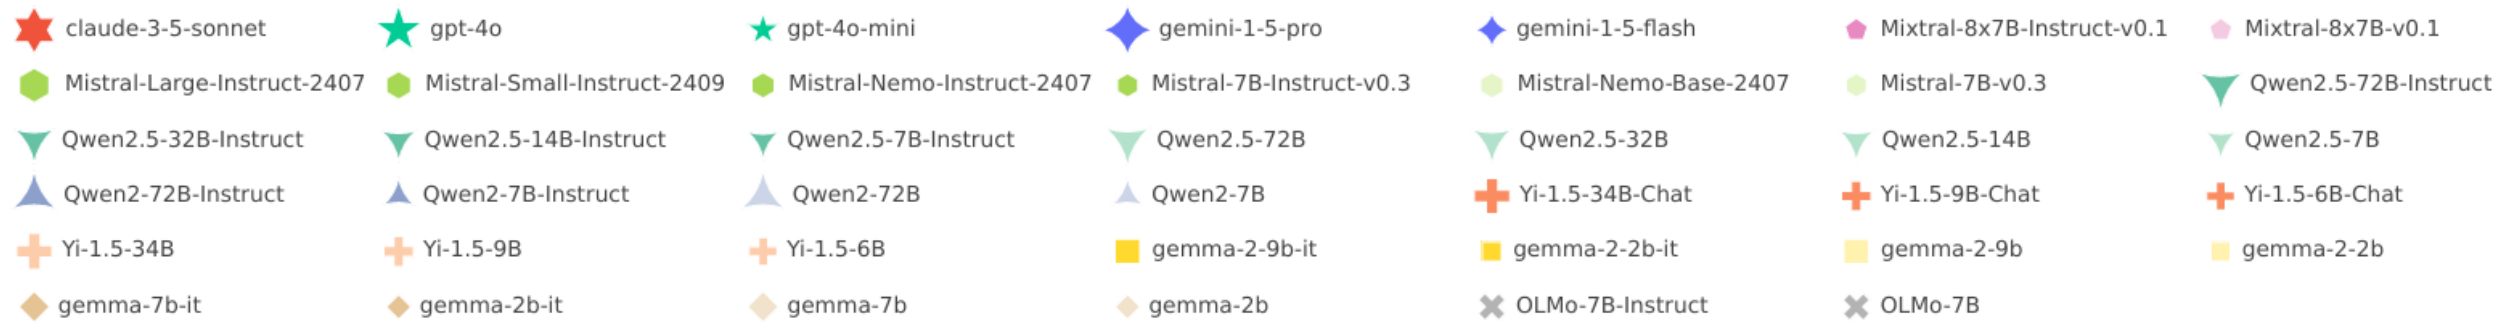 claude-3-5-sonnet gpt-4o gpt-4o-mini gemini-1-5-pro gemini-1-5-flash Mixtral-8x7B-Instruct-v0.1 Mixtral-8x7B-v0.1
Mistral-Large-Instruct-2407 Mistral-Small-Instruct-2409 Mistral-Nemo-Instruct-2407 Mistral-7B-Instruct-v0.3 Mistral-Nemo-Base-2407 Mistral-7B-v0.3 Qwen2.5-72B-Instruct
Qwen2.5-32B-Instruct Qwen2.5-14B-Instruct Qwen2.5-7B-Instruct Qwen2.5-72B Qwen2.5-32B Qwen2.5-14B Qwen2.5-7B
Qwen2-72B-Instruct Qwen2-7B-Instruct Qwen2-72B Qwen2-7B Yi-1.5-34B-Chat Yi-1.5-9B-Chat Yi-1.5-6B-Chat
Yi-1.5-34B Yi-1.5-9B Yi-1.5-6B gemma-2-9b-it gemma-2-2b-it gemma-2-9b gemma-2-2b
gemma-7b-it gemma-2b-it gemma-7b gemma-2b OLMo-7B-Instruct OLMo-7B